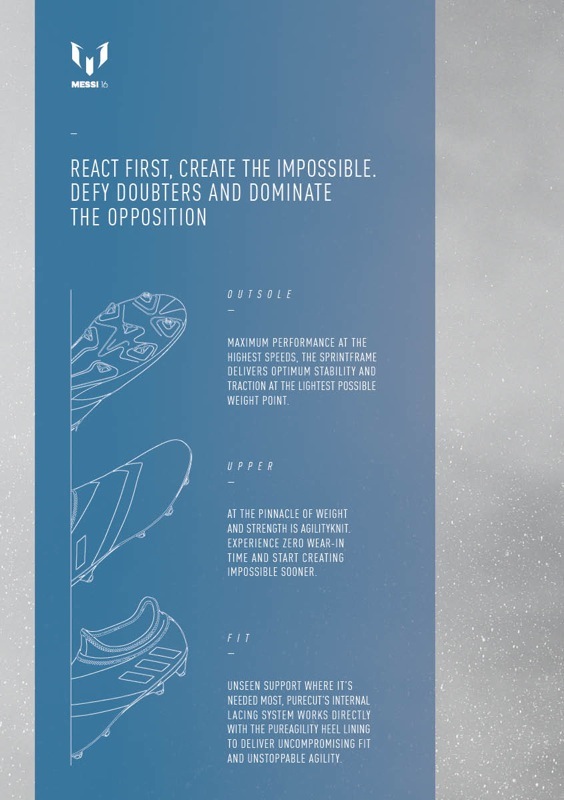 MESSI 16
REACT FIRST, CREATE THE IMPOSSIBLE.
DEFY DOUBTERS AND DOMINATE
THE OPPOSITION
OUTSOLE
MAXIMUM PERFORMANCE AT THE
HIGHEST SPEEDS, THE SPRINTFRAME
DELIVERS OPTIMUM STABILITY AND
TRACTION AT THE LIGHTEST POSSIBLE
WEIGHT POINT.
UPPER
AT THE PINNACLE OF WEIGHT
AND STRENGTH IS AGILITYKNIT.
EXPERIENCE ZERO WEAR-IN
TIME AND START CREATING
IMPOSSIBLE SOONER.
FIT
UNSEEN SUPPORT WHERE IT'S
NEEDED MOST, PURECUT'S INTERNAL
LACING SYSTEM WORKS DIRECTLY
WITH THE PUREAGILITY HEEL LINING
TO DELIVER UNCOMPROMISING FIT
AND UNSTOPPABLE AGILITY.